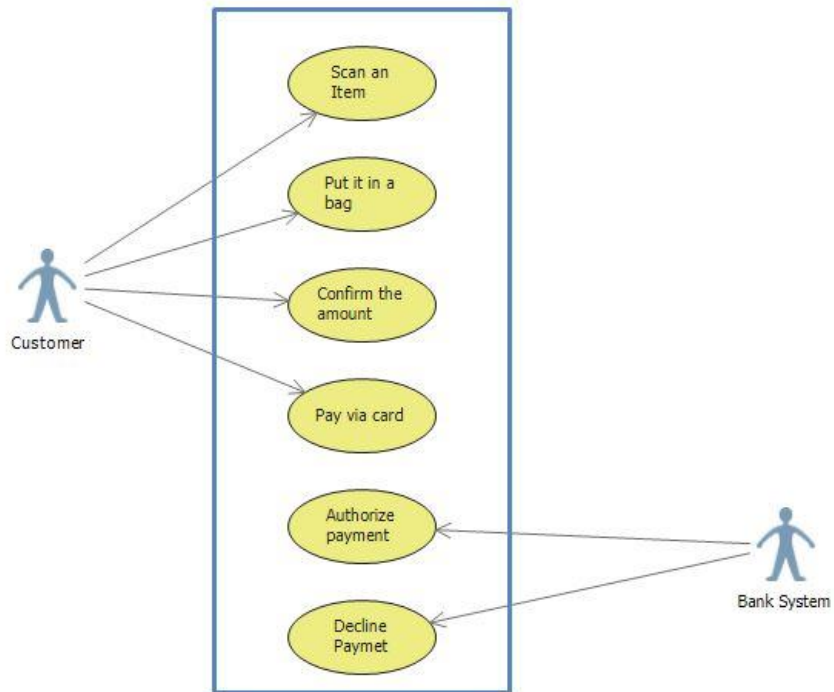 Scan an
Item
Put it in a
bag
Confirm the
amount
Customer
Pay via card
Authorize
payment
Bank System
Decline
Paymet